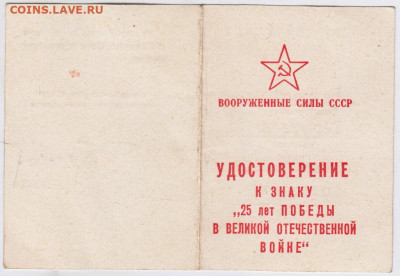 COINS.LAVE.RU
ВООРУЖЕННЫЕ СИЛЫ СССР
УДОСТОВЕРЕНИЕ
К ЗНАКУ
„25 лет ПОБЕДЫ
В ВЕЛИКОЙ ОТЕЧЕСТВЕННОЙ
ВОЙНЕ“